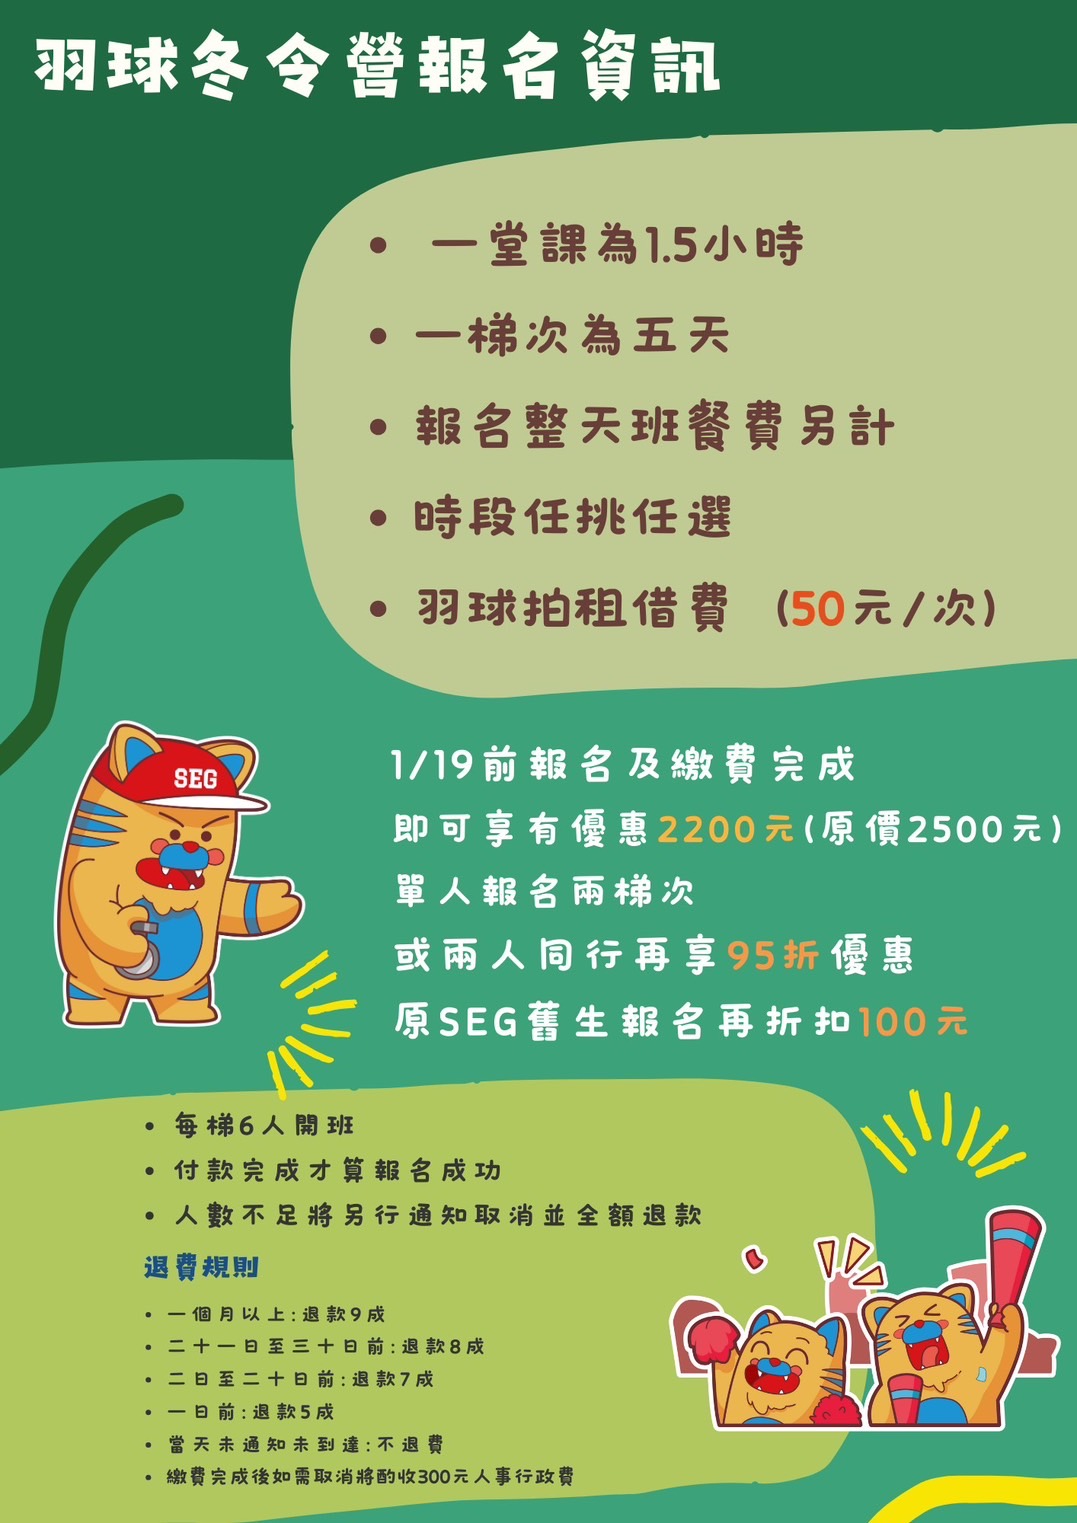 羽球冬令營報名資訊
• 一堂課為1.5小時
• 一梯次為五天
• 報名整天班餐費另計
• 時段任挑任選
• 羽球拍租借費 (50元/次)
SEG
1/19前報名及繳費完成
即可享有優惠2200元(原價2500元)
單人報名兩梯次
或兩人同行再享95折優惠
原SEG舊生報名再折扣100元
• 每梯6人開班
• 付款完成才算報名成功
• 人數不足將另行通知取消並全額退款
退費規則
• 一個月以上:退款9成
• 二十一日至三十日前:退款8成
• 二日至二十日前:退款7成
• 一日前:退款5成
• 當天未通知未到達:不退費
• 繳費完成後如需取消將酌收300元人事行政費